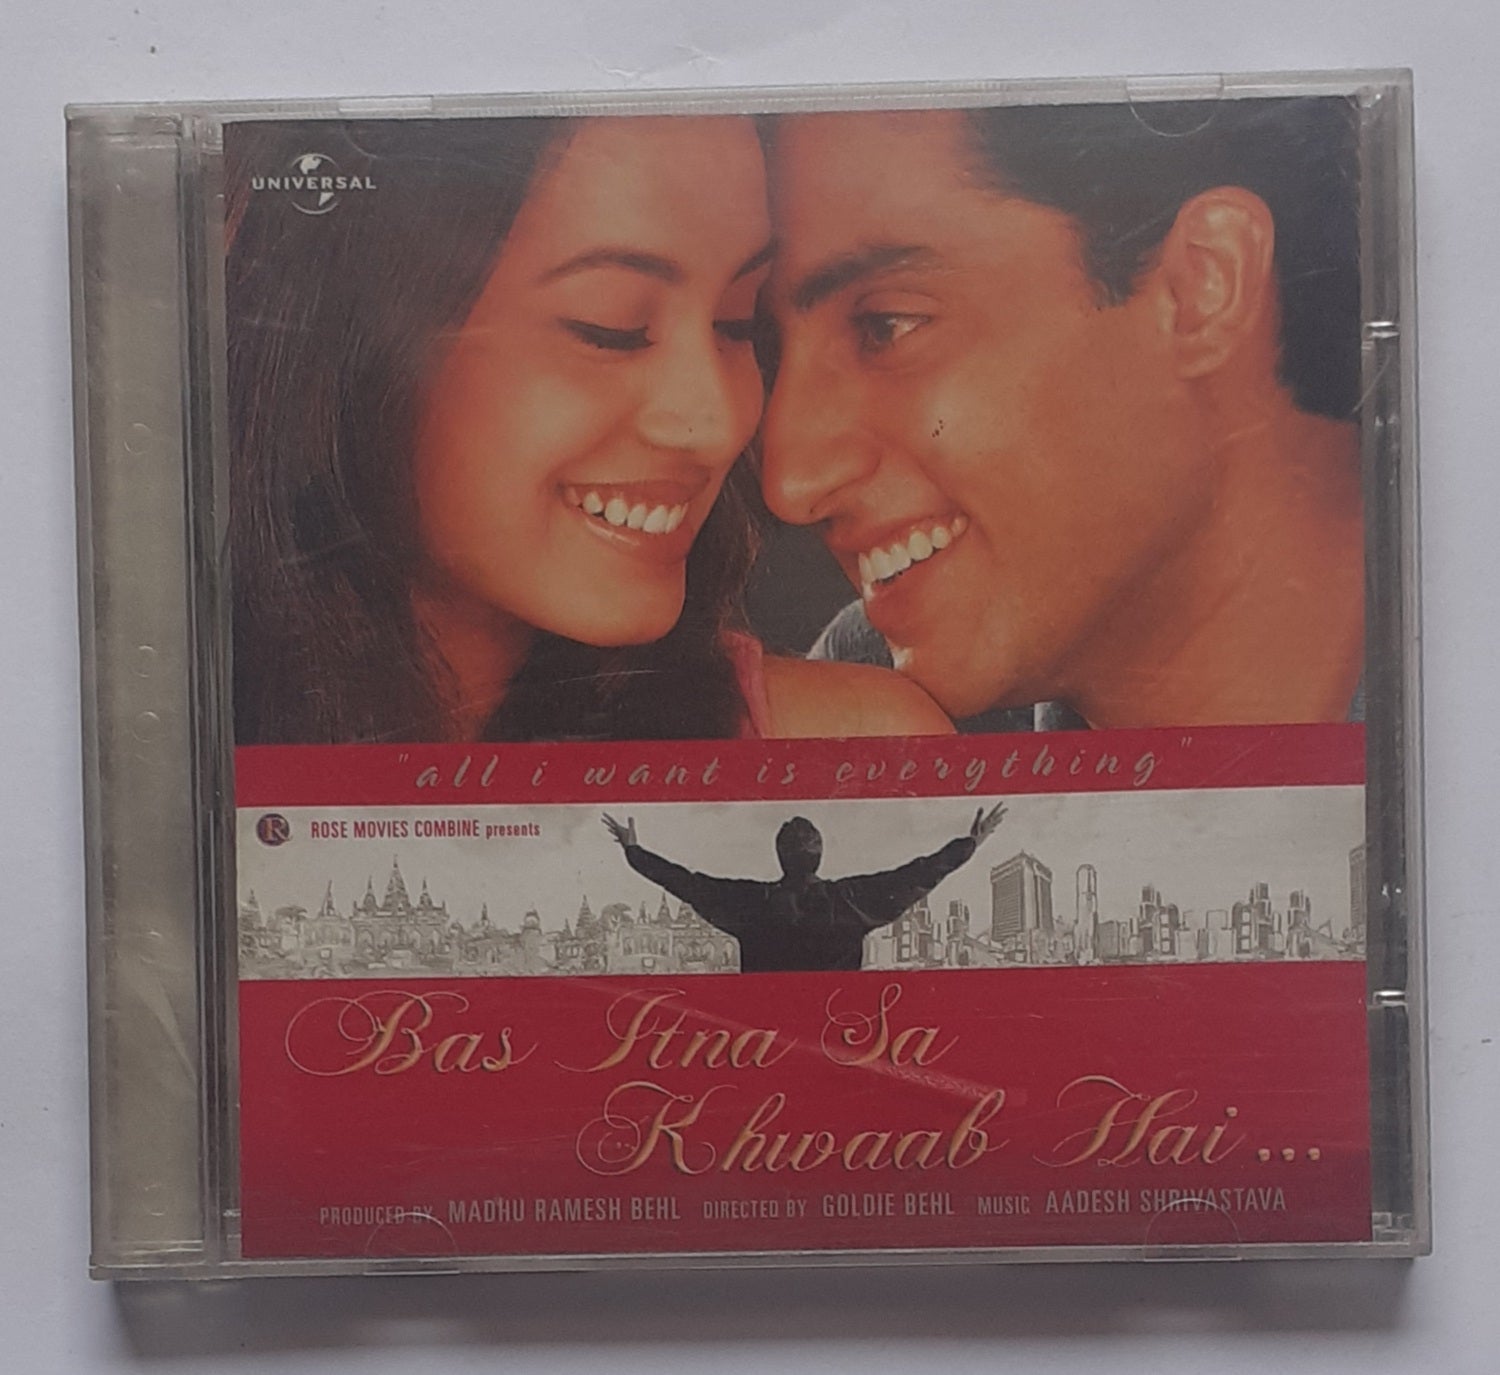 UNIVERSAL
"all i want is everything"
R
ROSE MOVIES COMBINE presents
Bas Itna Sa
..Khwaab Hai...
PRODUCED BY MADHU RAMESH BEHL DIRECTED BY GOLDIE BEHL MUSIC AADESH SHRIVASTAVA